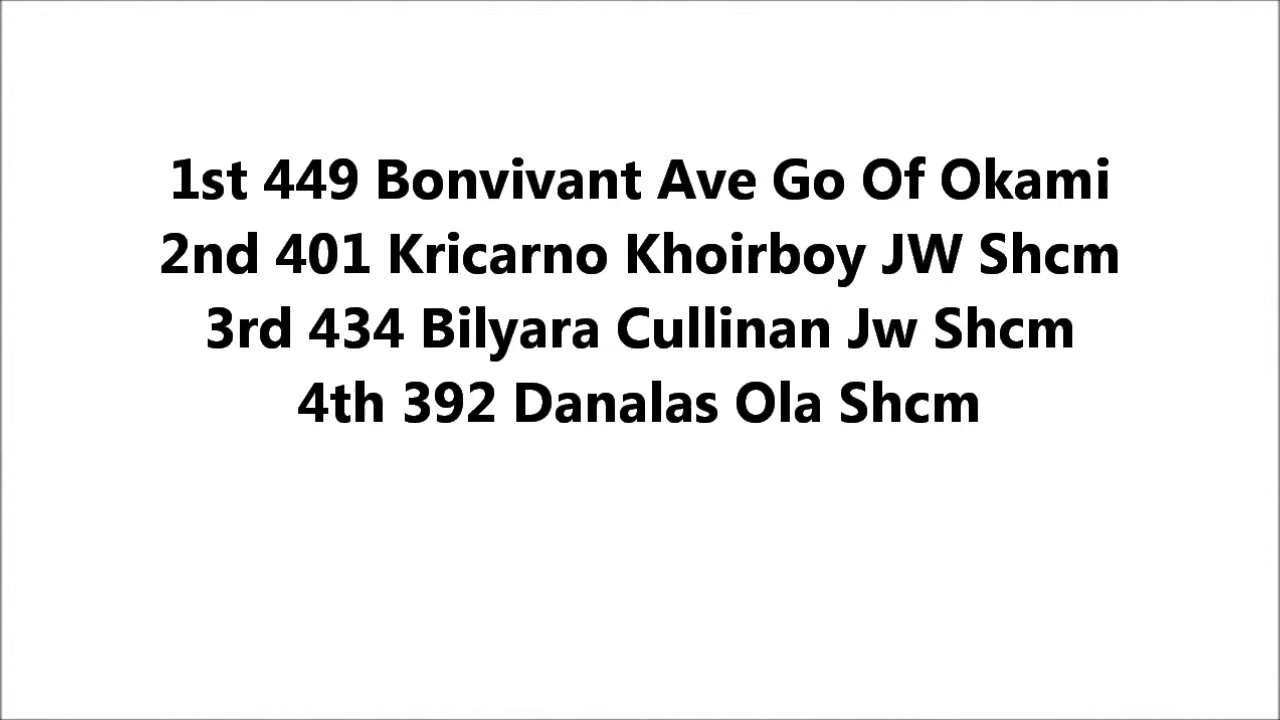 1st 449 Bonvivant Ave Go Of Okami
2nd 401 Kricarno Khoirboy JW Shcm
3rd 434 Bilyara Cullinan Jw Shcm
4th 392 Danalas Ola Shcm